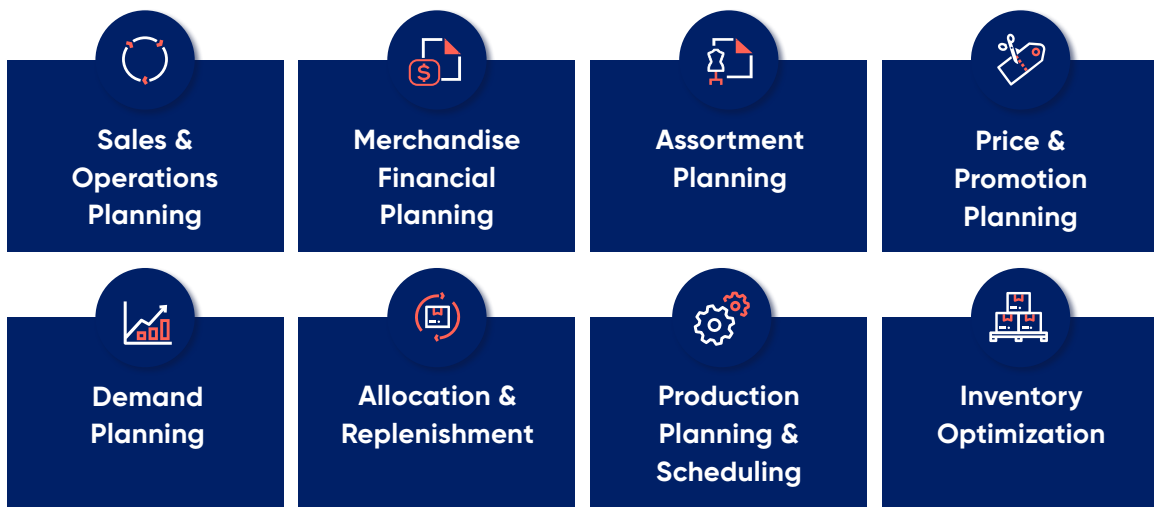 Sales &
Operations
Planning
Merchandise
Financial
Planning
Assortment
Planning
Price &
Promotion
Planning
Demand
Planning
Allocation &
Replenishment
Production
Planning &
Scheduling
Inventory
Optimization